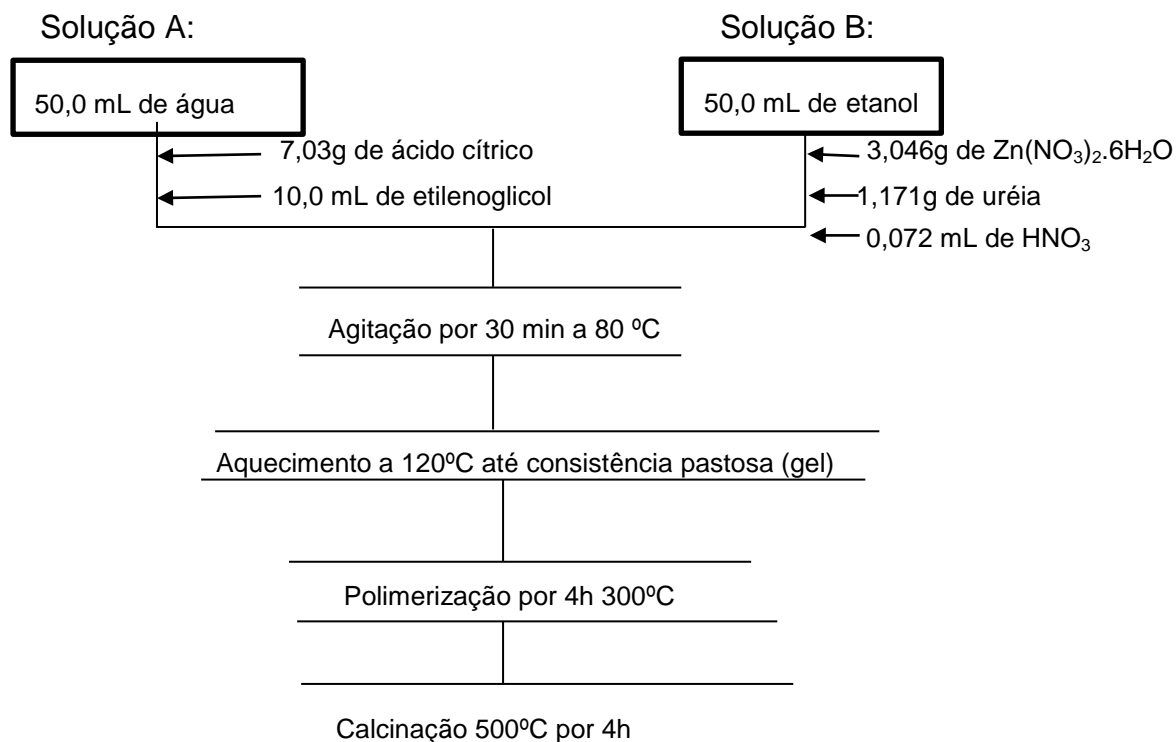 Solução A:
Solução B:
50,0 mL de água
50,0 mL de etanol
7,03g de ácido cítrico
3,046g de Zn(NO₃)₂.6H₂O
10,0 mL de etilenoglicol
1,171g de uréia
0,072 mL de HNO₃
Agitação por 30 min a 80 ºC
Aquecimento a 120ºC até consistência pastosa (gel)
Polimerização por 4h 300ºC
Calcinação 500ºC por 4h